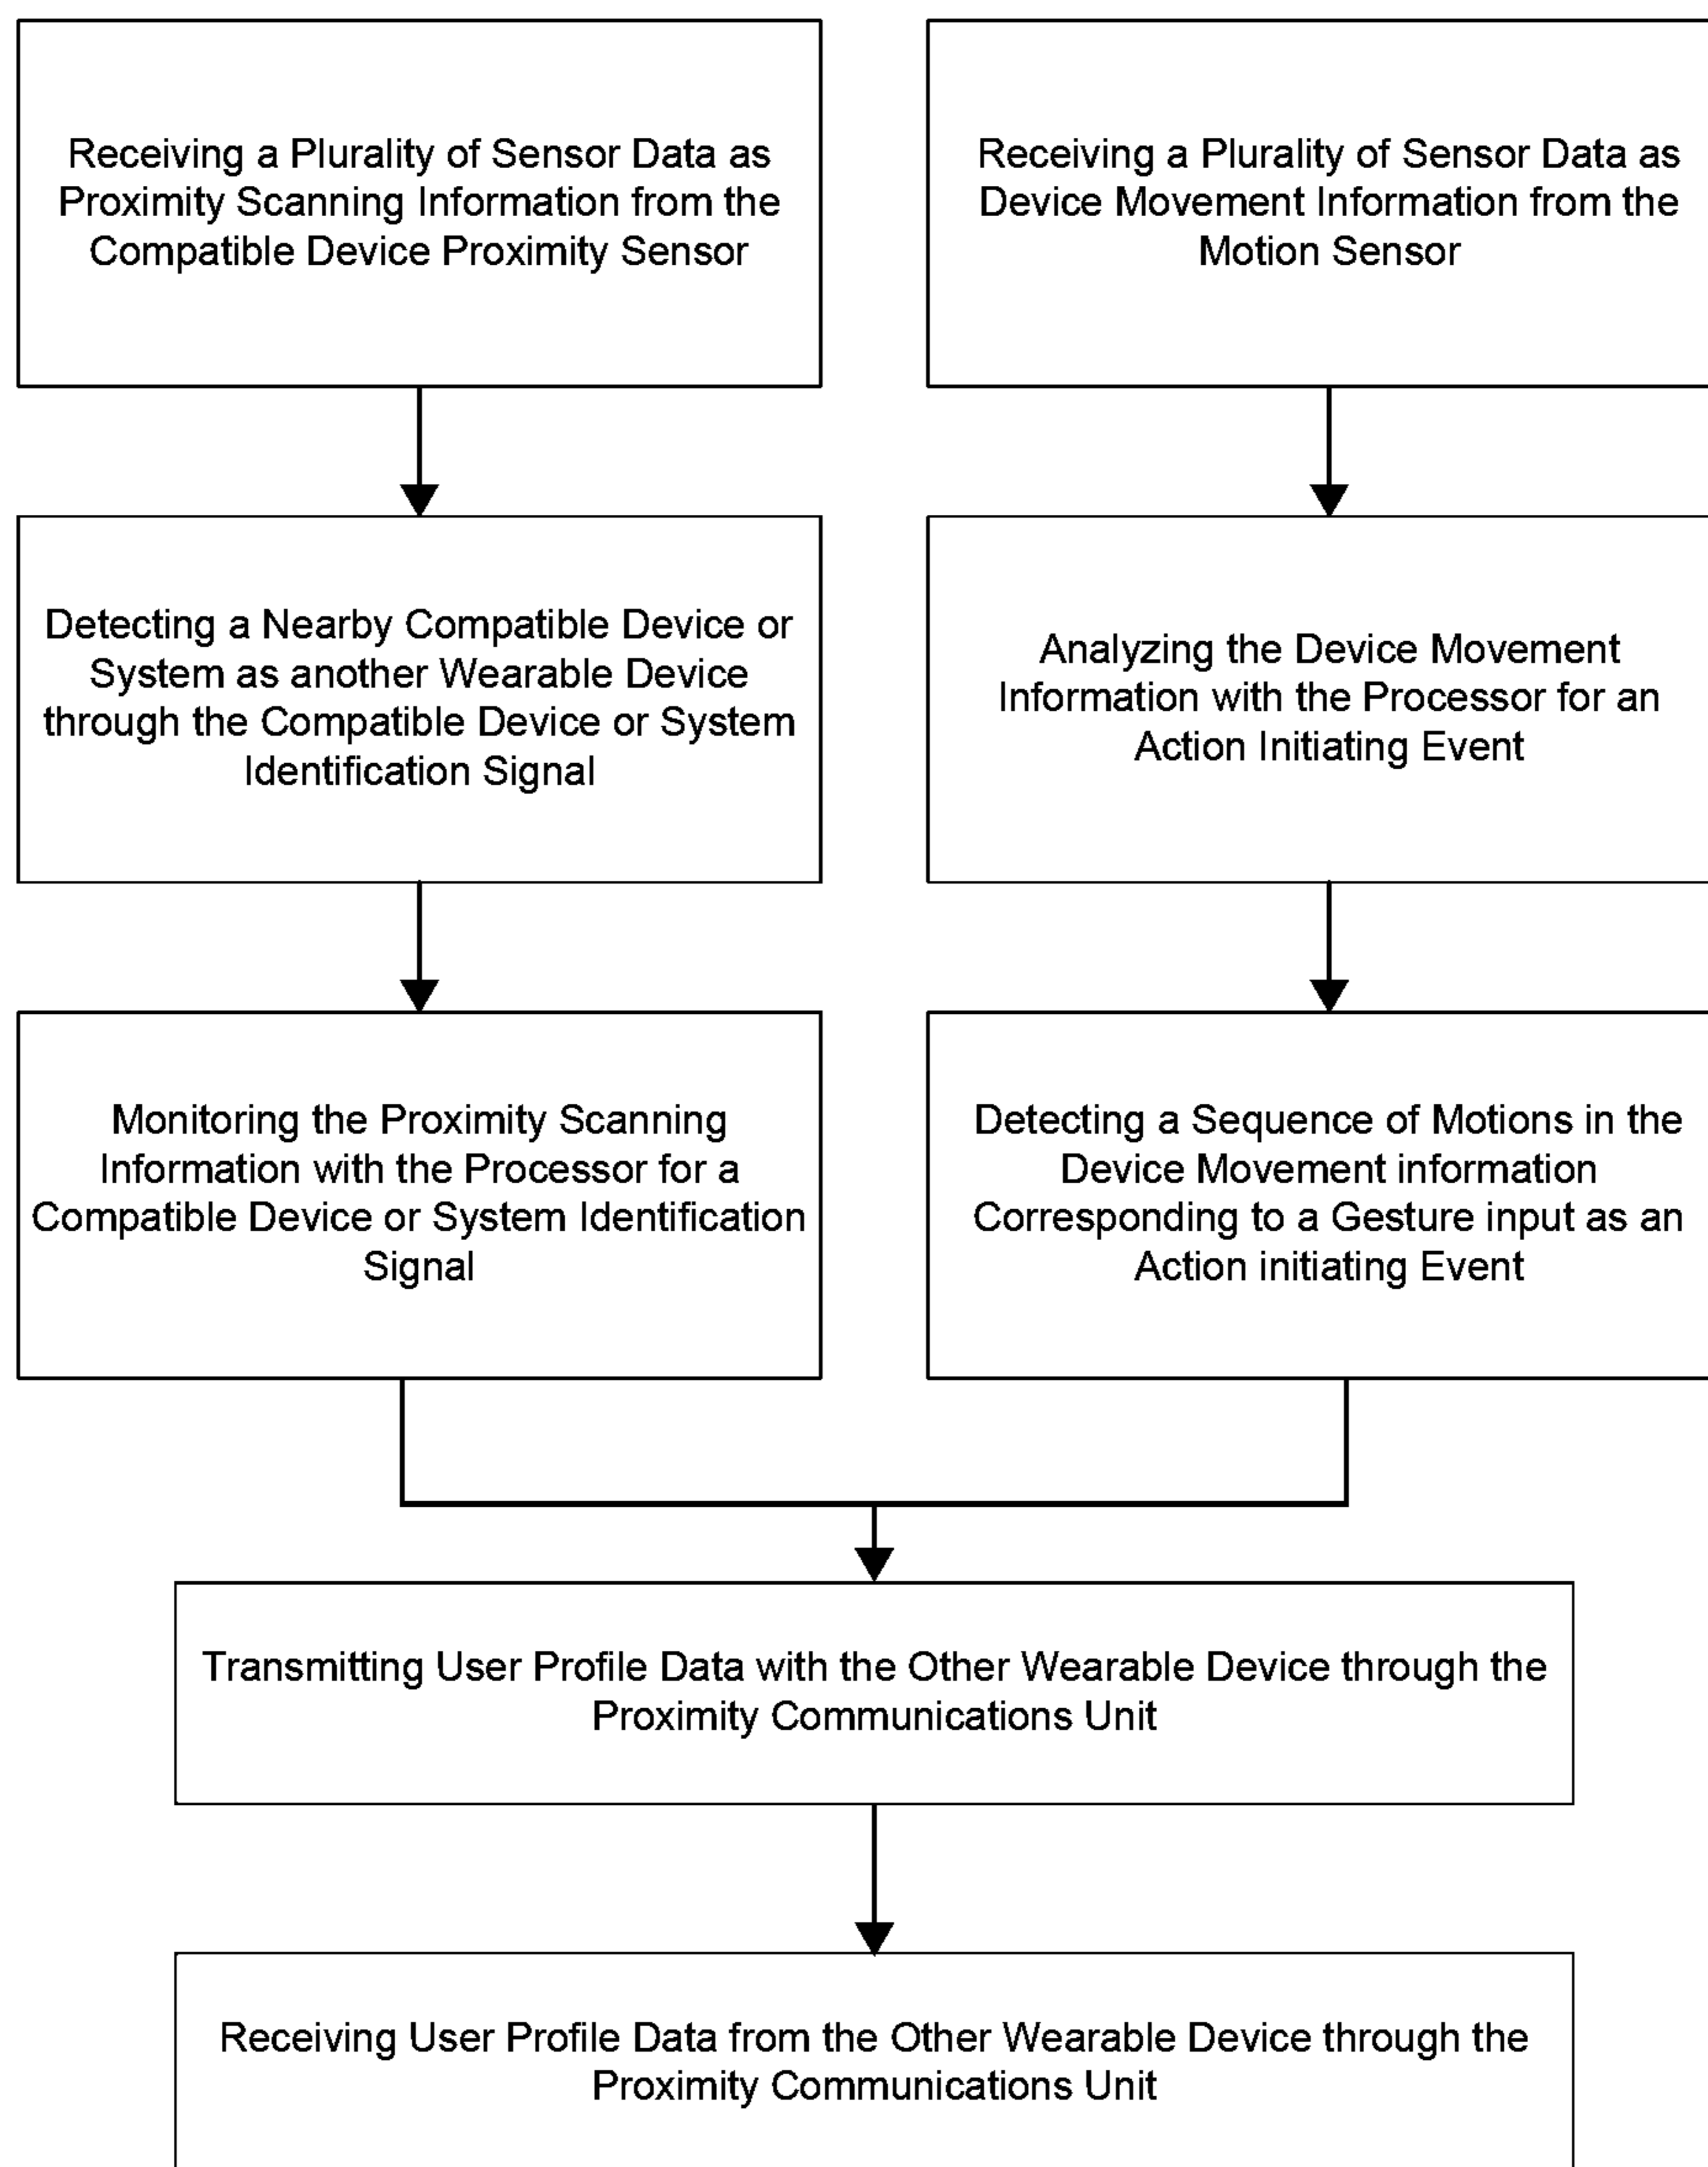 Receiving a Plurality of Sensor Data as
Proximity Scanning Information from the
Compatible Device Proximity Sensor
Receiving a Plurality of Sensor Data as
Device Movement Information from the
Motion Sensor
Detecting a Nearby Compatible Device or
System as another Wearable Device
through the Compatible Device or System
Identification Signal
Analyzing the Device Movement
Information with the Processor for an
Action Initiating Event
Monitoring the Proximity Scanning
Information with the Processor for a
Compatible Device or System Identification
Signal
Detecting a Sequence of Motions in the
Device Movement information
Corresponding to a Gesture input as an
Action initiating Event
Transmitting User Profile Data with the Other Wearable Device through the
Proximity Communications Unit
Receiving User Profile Data from the Other Wearable Device through the
Proximity Communications Unit